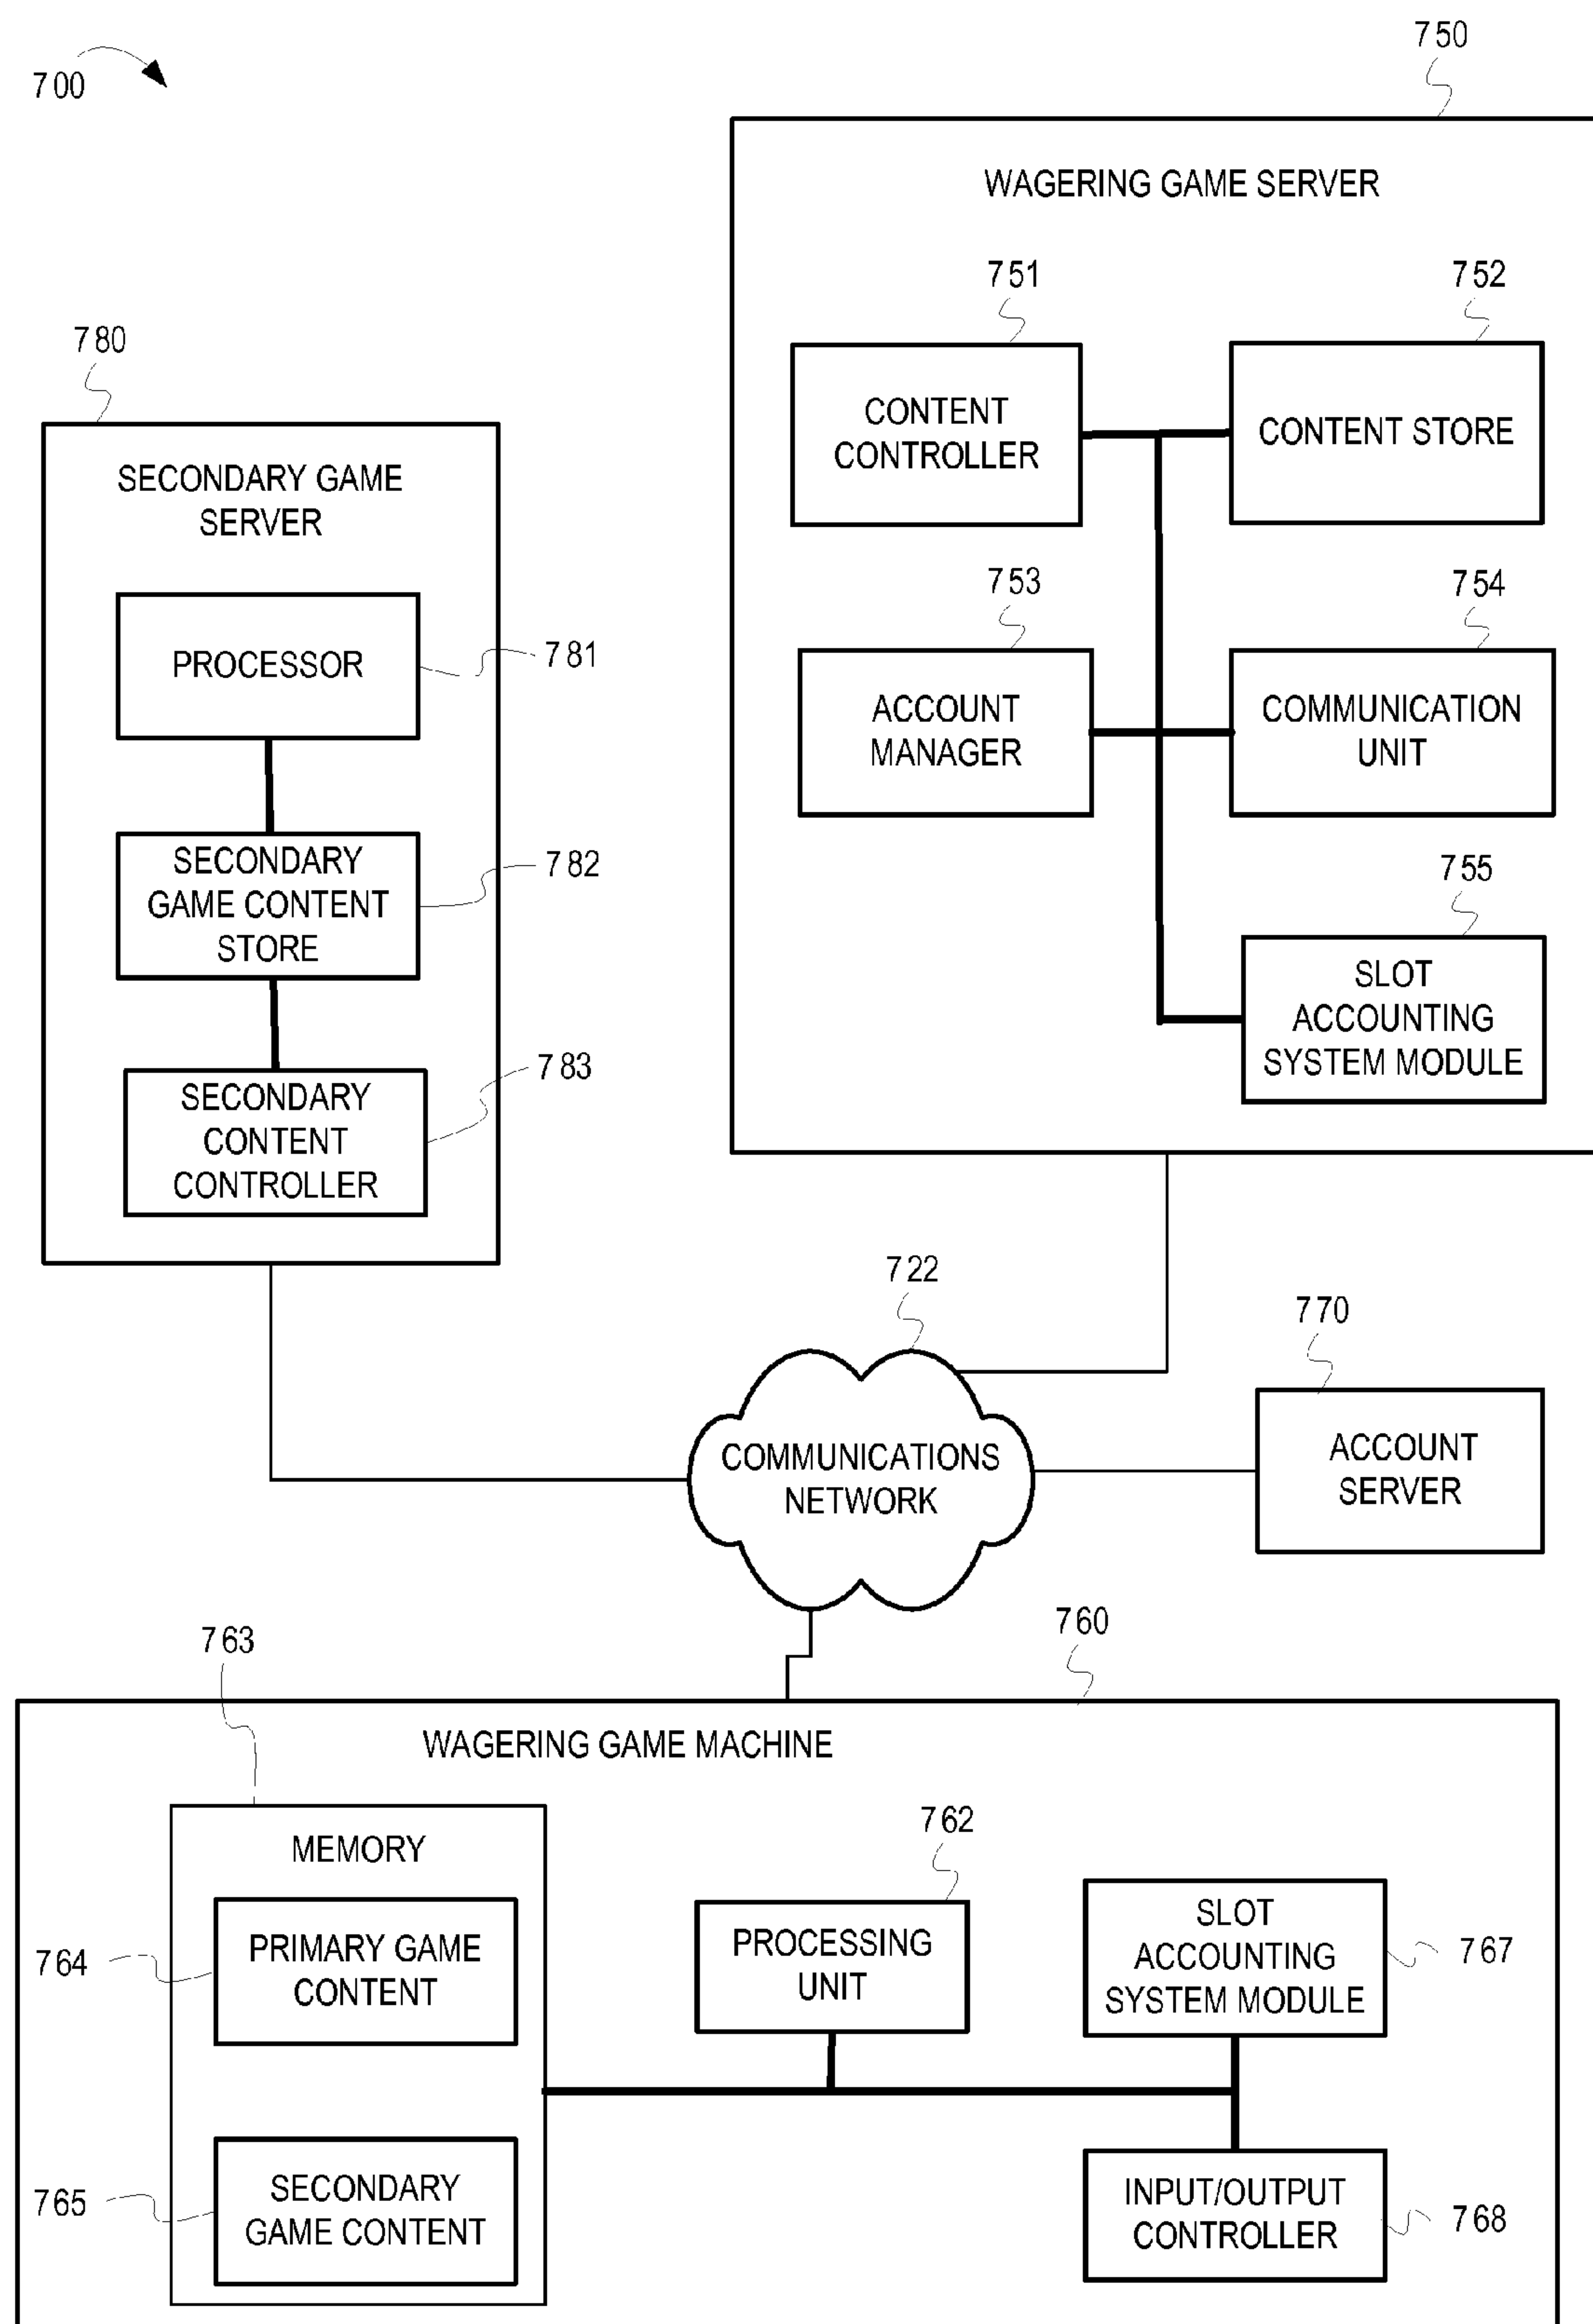 700
750
WAGERING GAME SERVER
751
752
CONTENT
CONTROLLER
CONTENT STORE
753
754
ACCOUNT
MANAGER
COMMUNICATION
UNIT
755
SLOT
ACCOUNTING
SYSTEM MODULE
780
SECONDARY GAME
SERVER
PROCESSOR
781
SECONDARY
GAME CONTENT
STORE
782
SECONDARY
CONTENT
CONTROLLER
783
722
COMMUNICATIONS
NETWORK
770
ACCOUNT
SERVER
760
WAGERING GAME MACHINE
763
MEMORY
764
PRIMARY GAME
CONTENT
765
SECONDARY
GAME CONTENT
762
PROCESSING
UNIT
SLOT
ACCOUNTING
SYSTEM MODULE
767
INPUT/OUTPUT
CONTROLLER
768